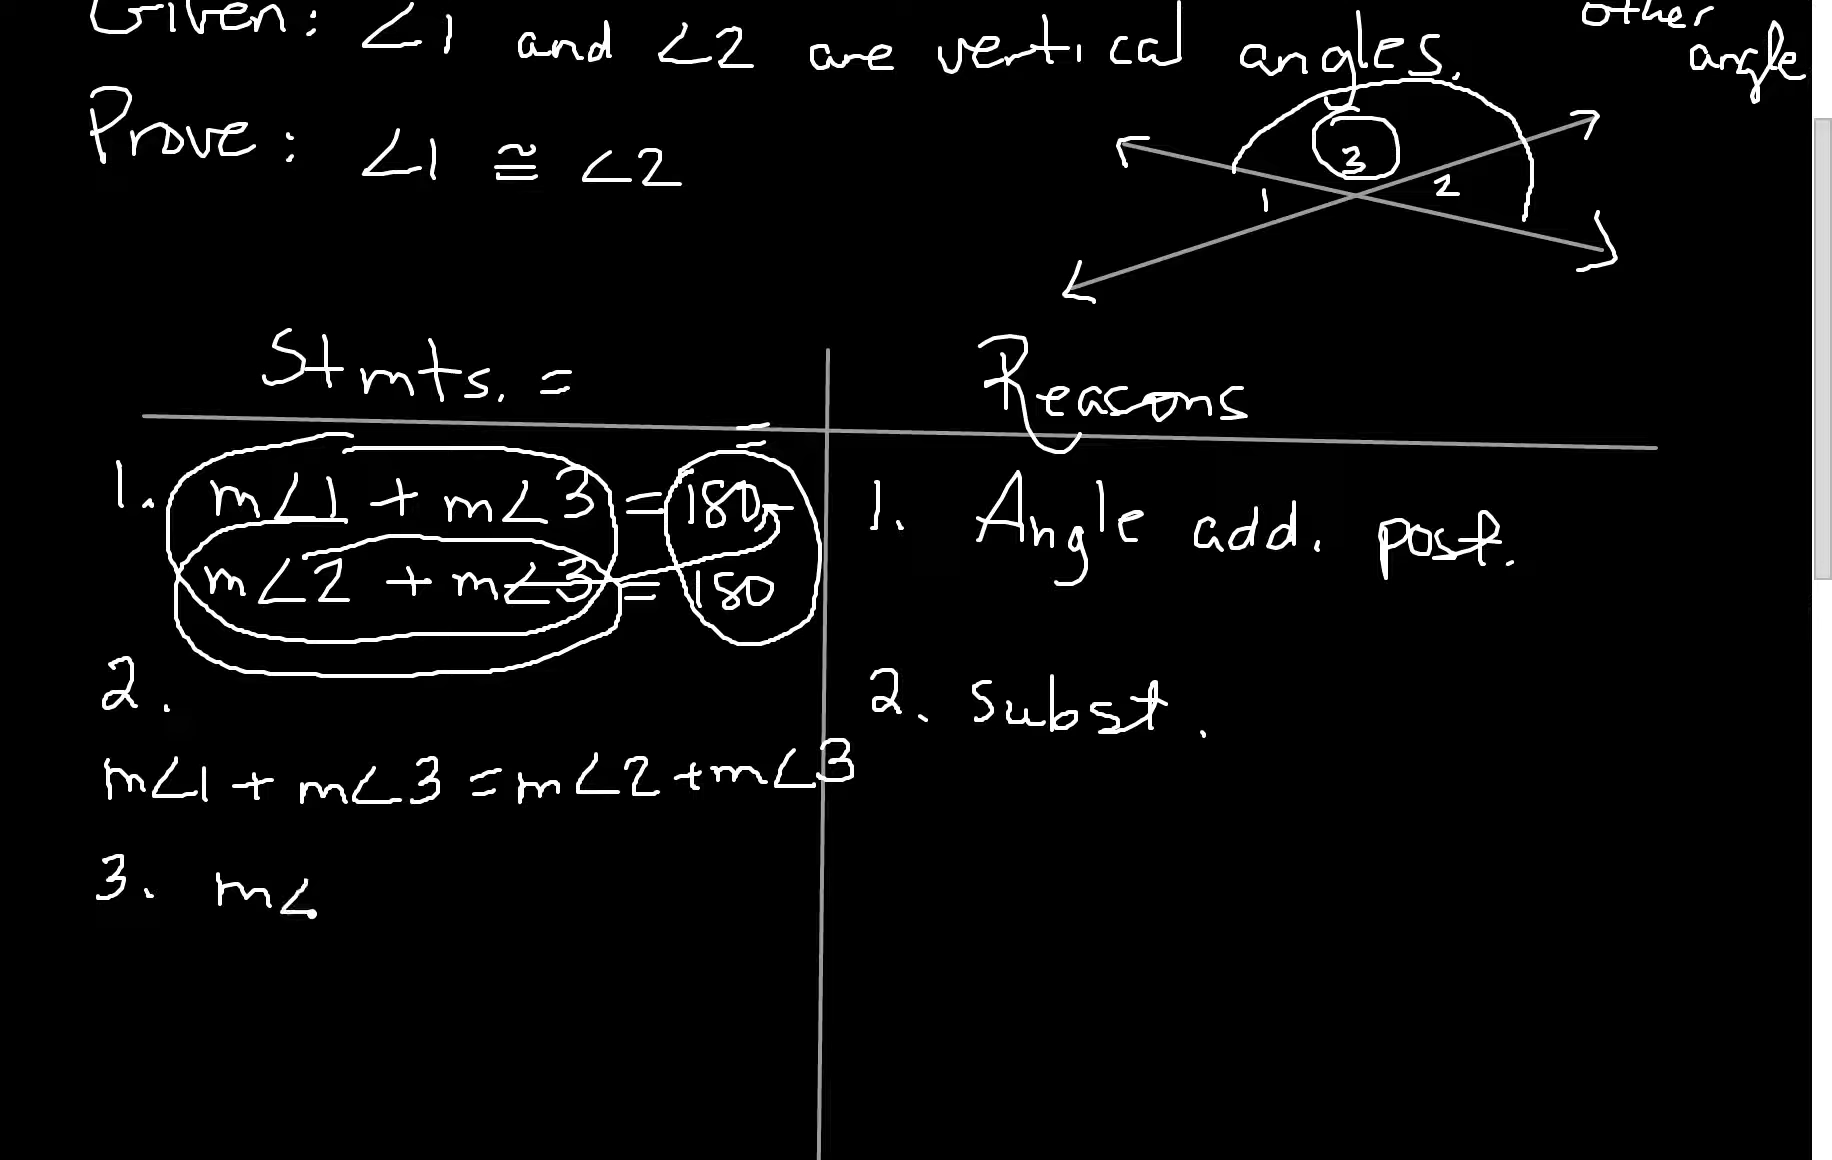 Given: ∠1 and ∠2 are vertical angles.
other
angle
Prove: ∠1 ≅ ∠2
3
1
2
Stmts. =
Reasons
=
1. m∠1 + m∠3 = 180
1. Angle add. post.
m∠2 + m∠3 = 180
2.
2. Subst.
m∠1 + m∠3 = m∠2 + m∠3
3. m∠